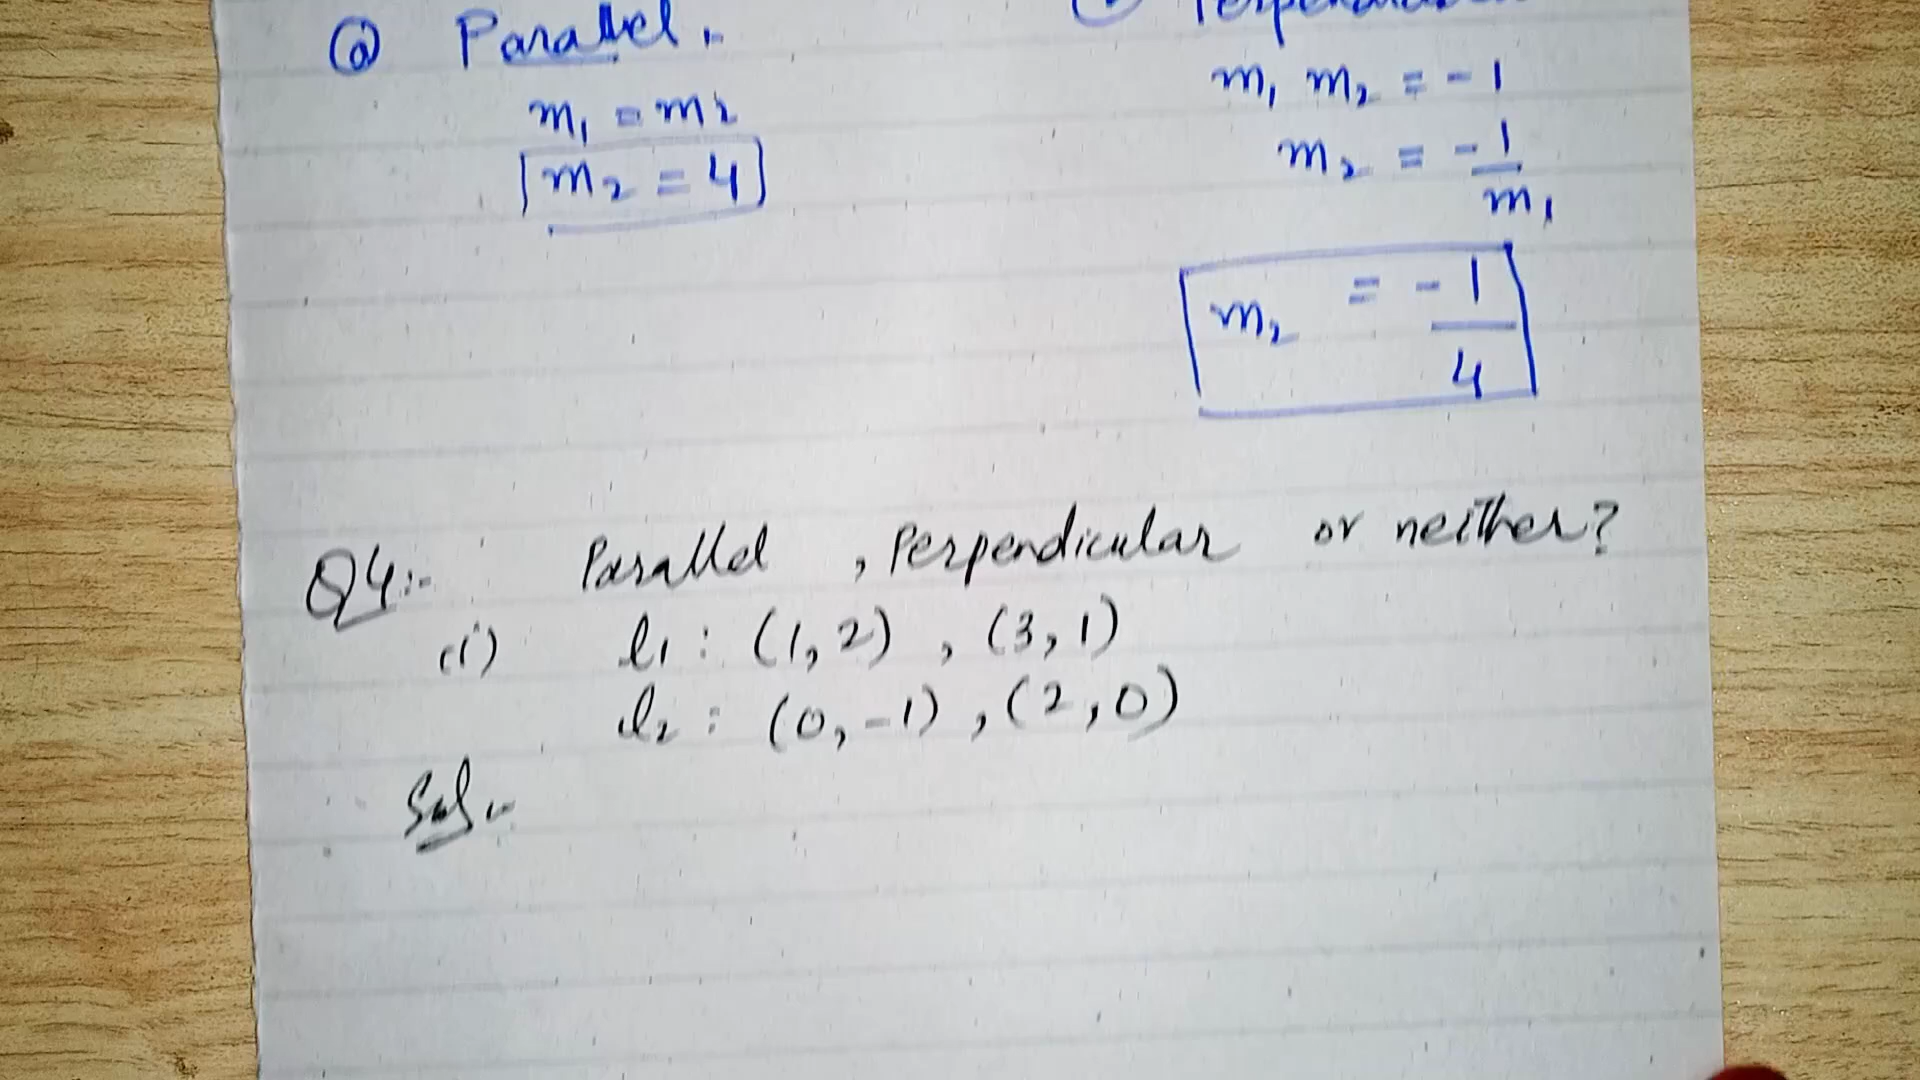 (a) Parallel.
m₁ = m₂
m₂ = 4
m₁ m₂ = -1
m₂ = -1/m₁
m₂ = -1/4
Q4:- Parallel , Perpendicular or neither?
(i) l₁ : (1,2) , (3,1)
l₂ : (0,-1) , (2,0)
Sol:-